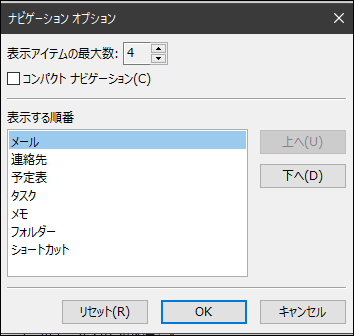 ナビゲーション オプション
表示アイテムの最大数: 4
コンパクト ナビゲーション(C)
表示する順番
メール
連絡先
予定表
タスク
メモ
フォルダー
ショートカット
上へ(U)
下へ(D)
リセット(R) OK キャンセル